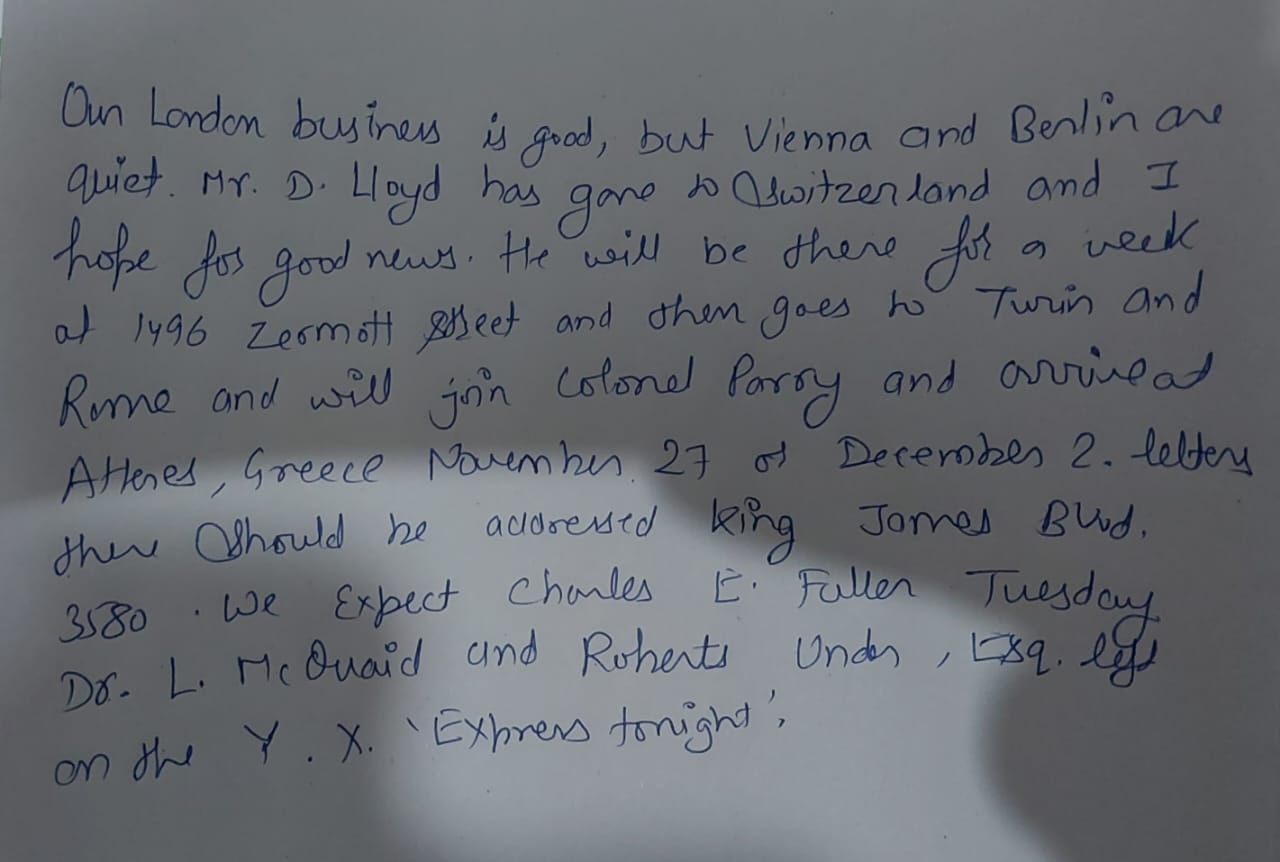 Our London business is good, but Vienna and Berlin are
quiet. Mr. D. Lloyd has gone to Switzerland and I
hope for good news. He will be there for a week
at 1496 Zermott Street and then goes to Turin and
Rome and will join Colonel Parry and arrive at
Athenes, Greece November 27 or December 2. letters
there Should be addressed King James Blvd.
3580. We Expect Charles E. Fuller Tuesday
Dr. L. McQuaid and Roberts Under, Esq. left
on the Y. X. 'Express tonight'.